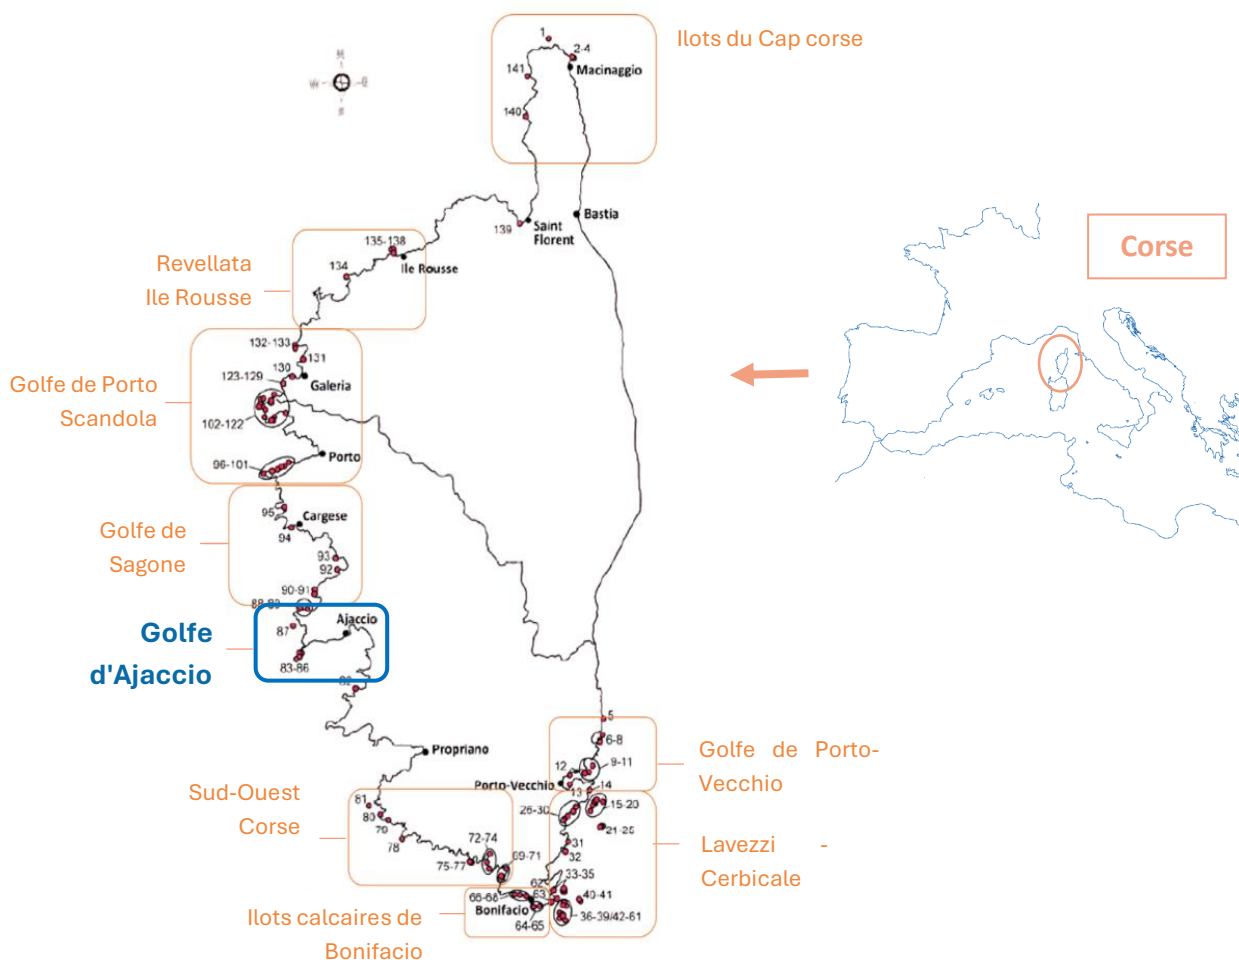 Ilots du Cap corse
1
2-4
Macinaggio
141
140
Bastia
Saint
Florent
139
135-138
Ile Rousse
134
Revellata
Ile Rousse
Corse
132-133
131
130
Galeria
123-129
Golfe de Porto
Scandola
102-122
Porto
96-101
95
Cargese
94
Golfe de
Sagone
93
92
90-91
88-89
87
Ajaccio
Golfe
d'Ajaccio
83-86
82
5
6-8
Propriano
Golfe de Porto-
Vecchio
9-11
12
Porto-Vecchio
13
14
15-20
26-30
21-25
Sud-Ouest
Corse
81
80
79
78
72-74
75-77
69-71
31
32
Lavezzi -
Cerbicale
33-35
62
63
40-41
66-68
Bonifacio
64-65
36-39/42-61
Ilots calcaires de
Bonifacio